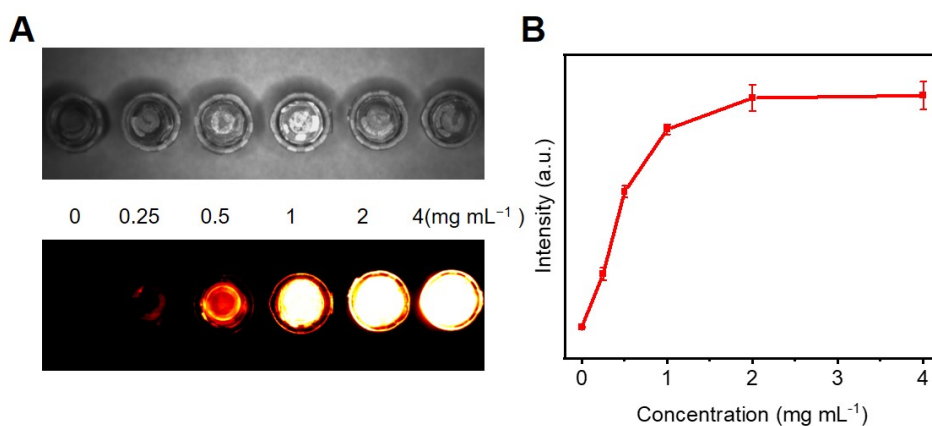 A
0 0.25 0.5 1 2 4(mg mL⁻¹ )
B
Intensity (a.u.)
0 1 2 3 4
Concentration (mg mL⁻¹)